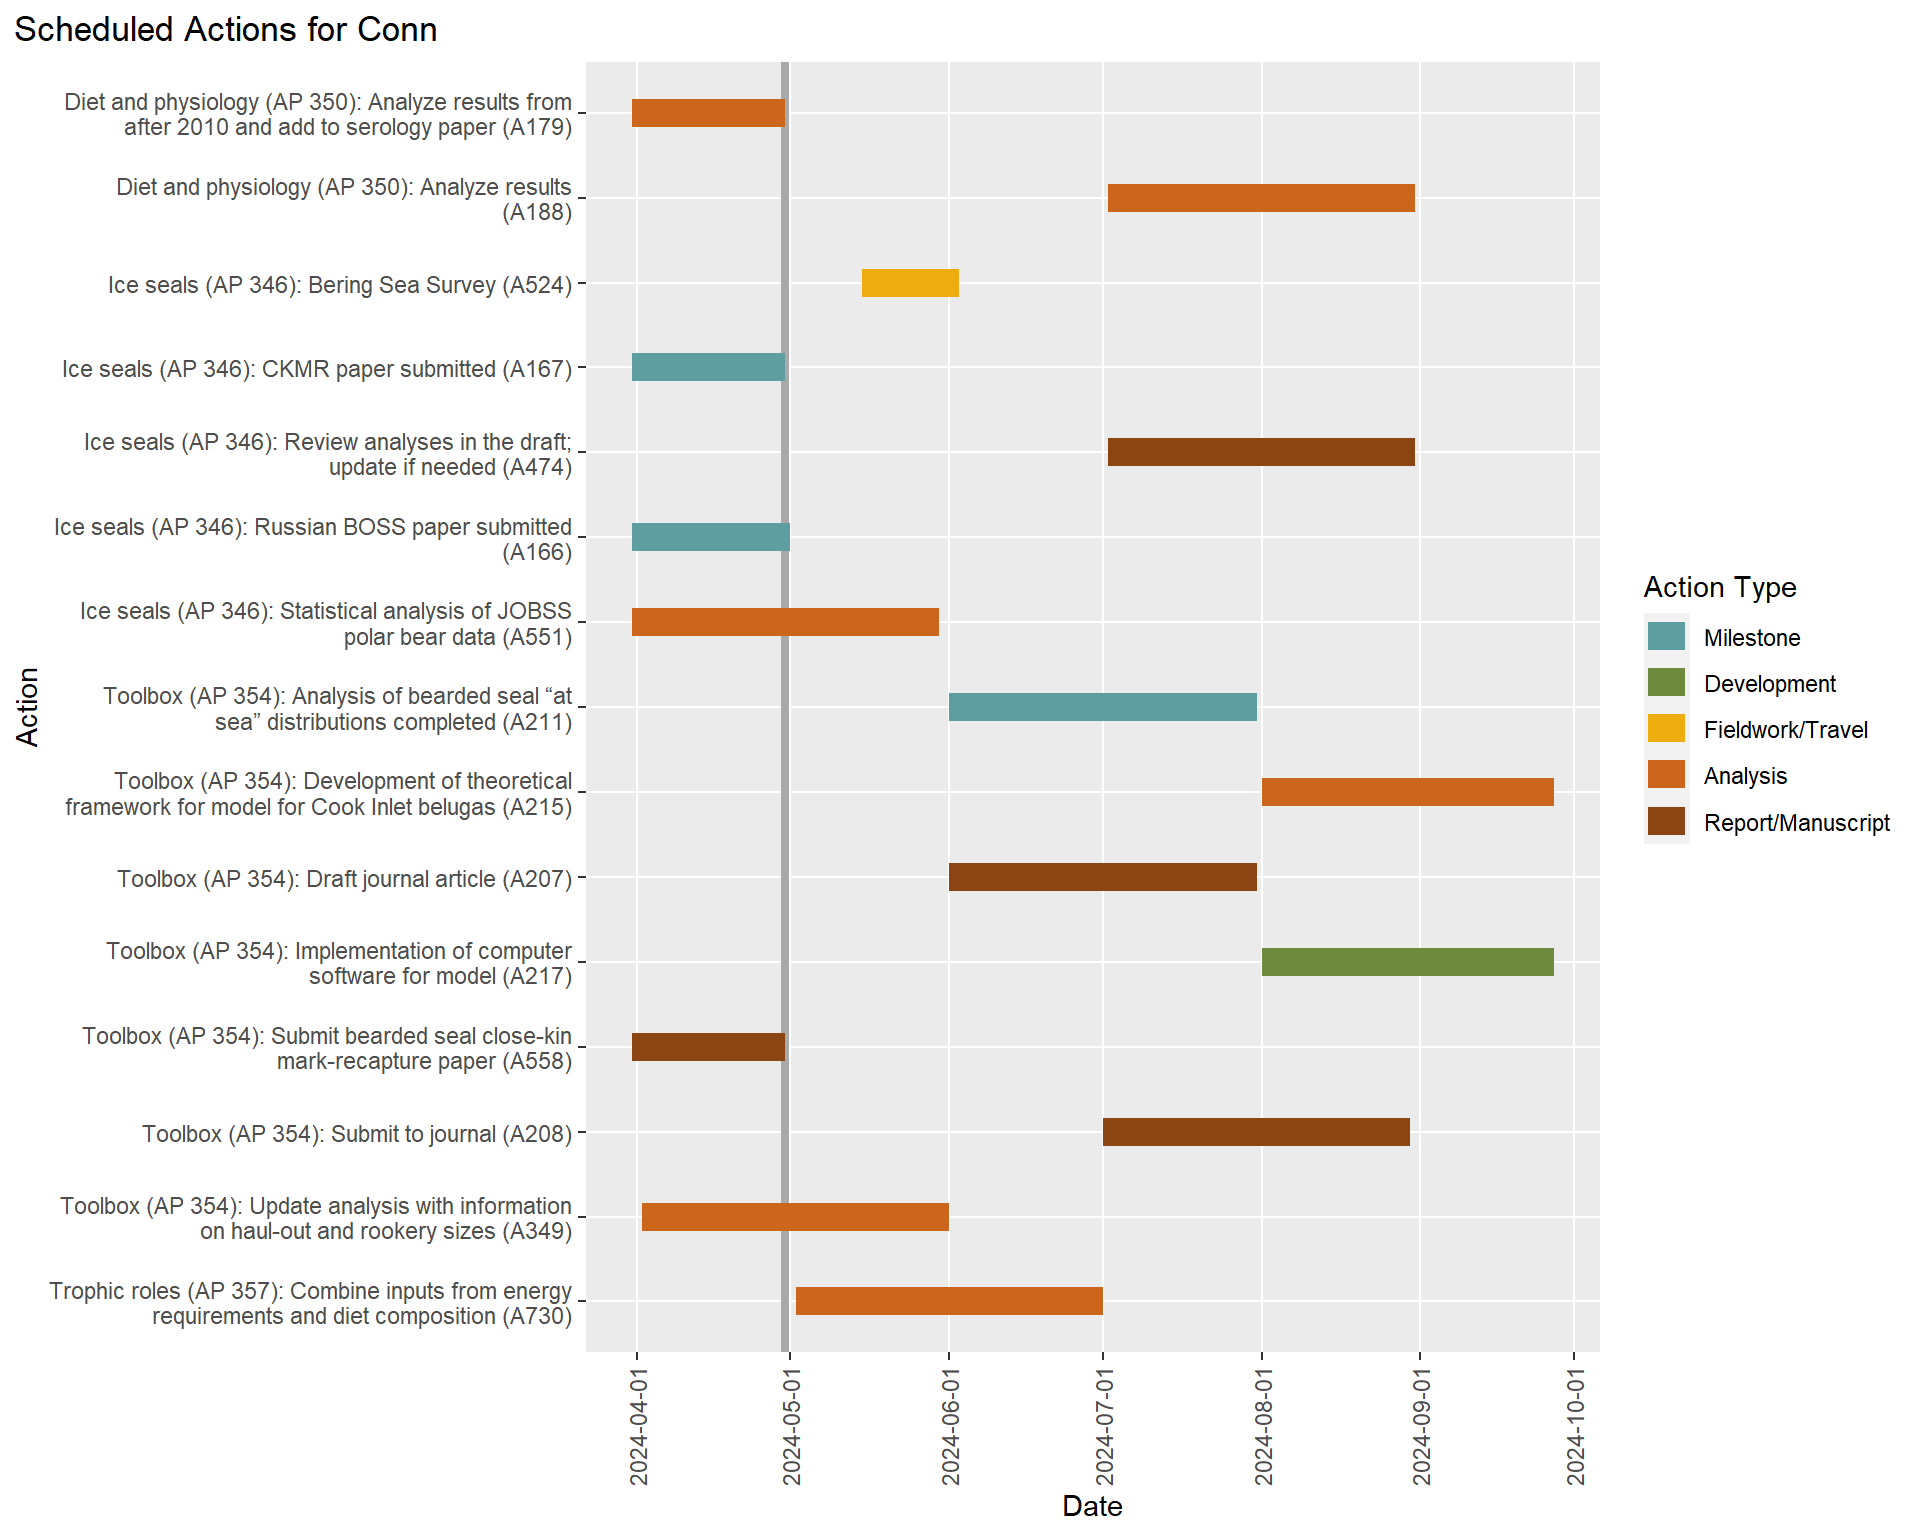 Scheduled Actions for Conn
Diet and physiology (AP 350): Analyze results from
after 2010 and add to serology paper (A179)
Diet and physiology (AP 350): Analyze results
(A188)
Ice seals (AP 346): Bering Sea Survey (A524)
Ice seals (AP 346): CKMR paper submitted (A167)
Ice seals (AP 346): Review analyses in the draft;
update if needed (A474)
Ice seals (AP 346): Russian BOSS paper submitted
(A166)
Ice seals (AP 346): Statistical analysis of JOBSS
polar bear data (A551)
Toolbox (AP 354): Analysis of bearded seal “at
sea” distributions completed (A211)
Toolbox (AP 354): Development of theoretical
framework for model for Cook Inlet belugas (A215)
Toolbox (AP 354): Draft journal article (A207)
Toolbox (AP 354): Implementation of computer
software for model (A217)
Toolbox (AP 354): Submit bearded seal close-kin
mark-recapture paper (A558)
Toolbox (AP 354): Submit to journal (A208)
Toolbox (AP 354): Update analysis with information
on haul-out and rookery sizes (A349)
Trophic roles (AP 357): Combine inputs from energy
requirements and diet composition (A730)
Action
2024-04-01
2024-05-01
2024-06-01
2024-07-01
2024-08-01
2024-09-01
2024-10-01
Date
Action Type
Milestone
Development
Fieldwork/Travel
Analysis
Report/Manuscript